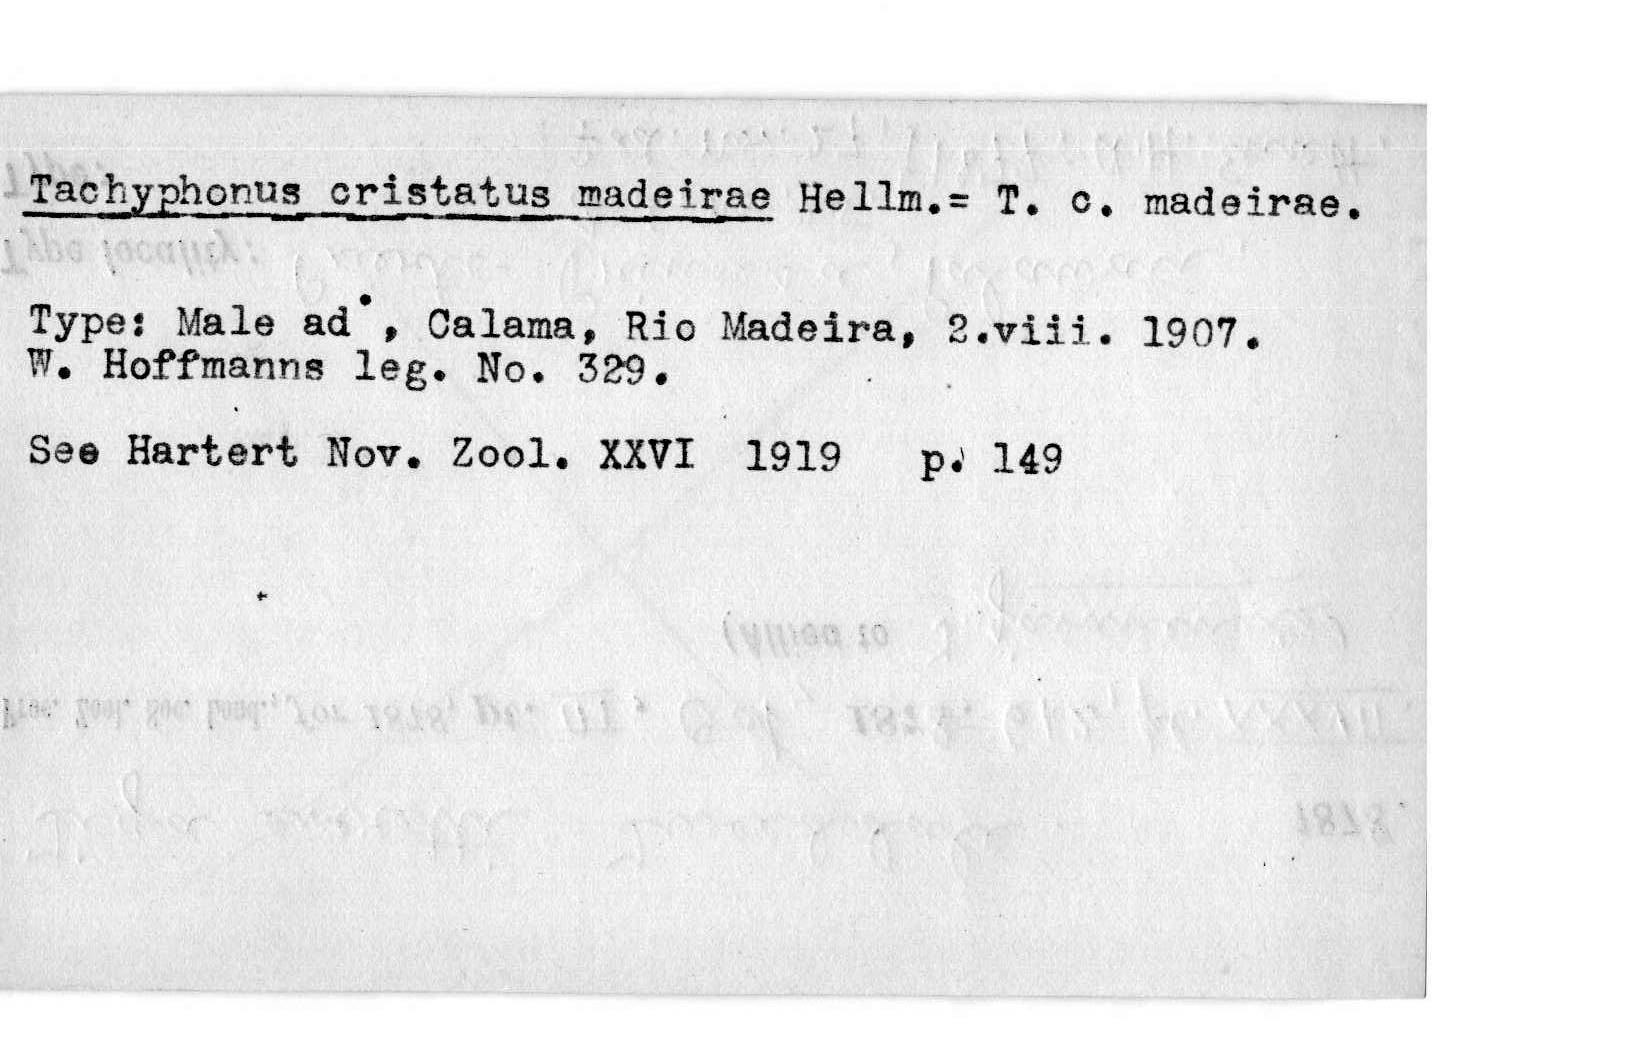 Tachyphonus cristatus madeirae Hellm.= T. c. madeirae.
Type: Male ad., Calama, Rio Madeira, 2.viii. 1907.
W. Hoffmanns leg. No. 329.
See Hartert Nov. Zool. XXVI 1919 p. 149